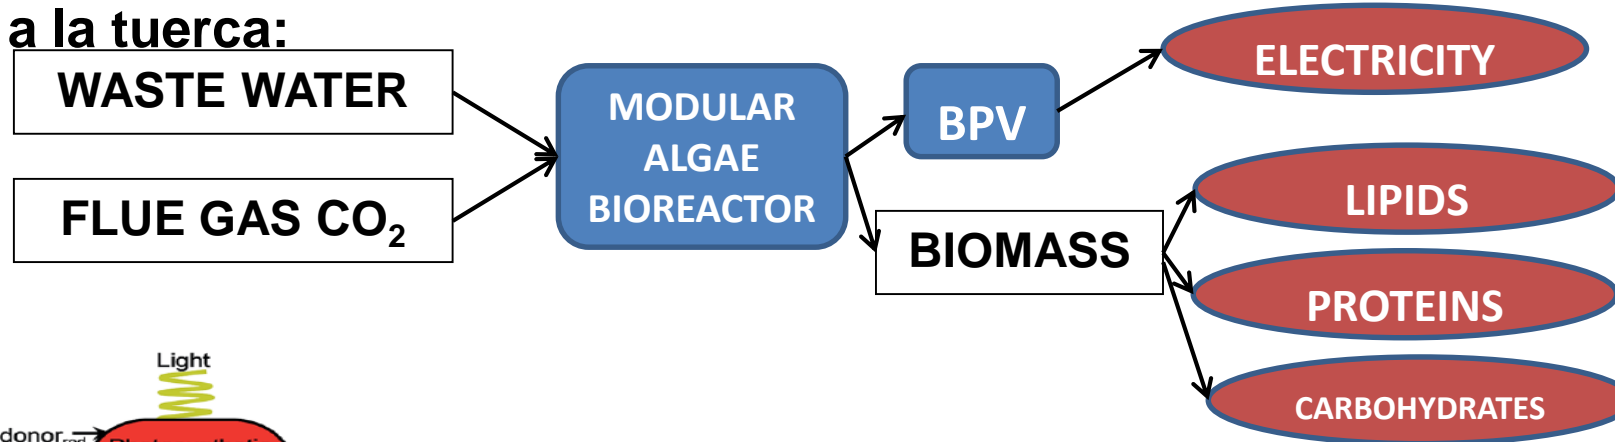 a la tuerca:
WASTE WATER
FLUE GAS CO₂
MODULAR
ALGAE
BIOREACTOR
BPV
BIOMASS
ELECTRICITY
LIPIDS
PROTEINS
CARBOHYDRATES
Light
donor